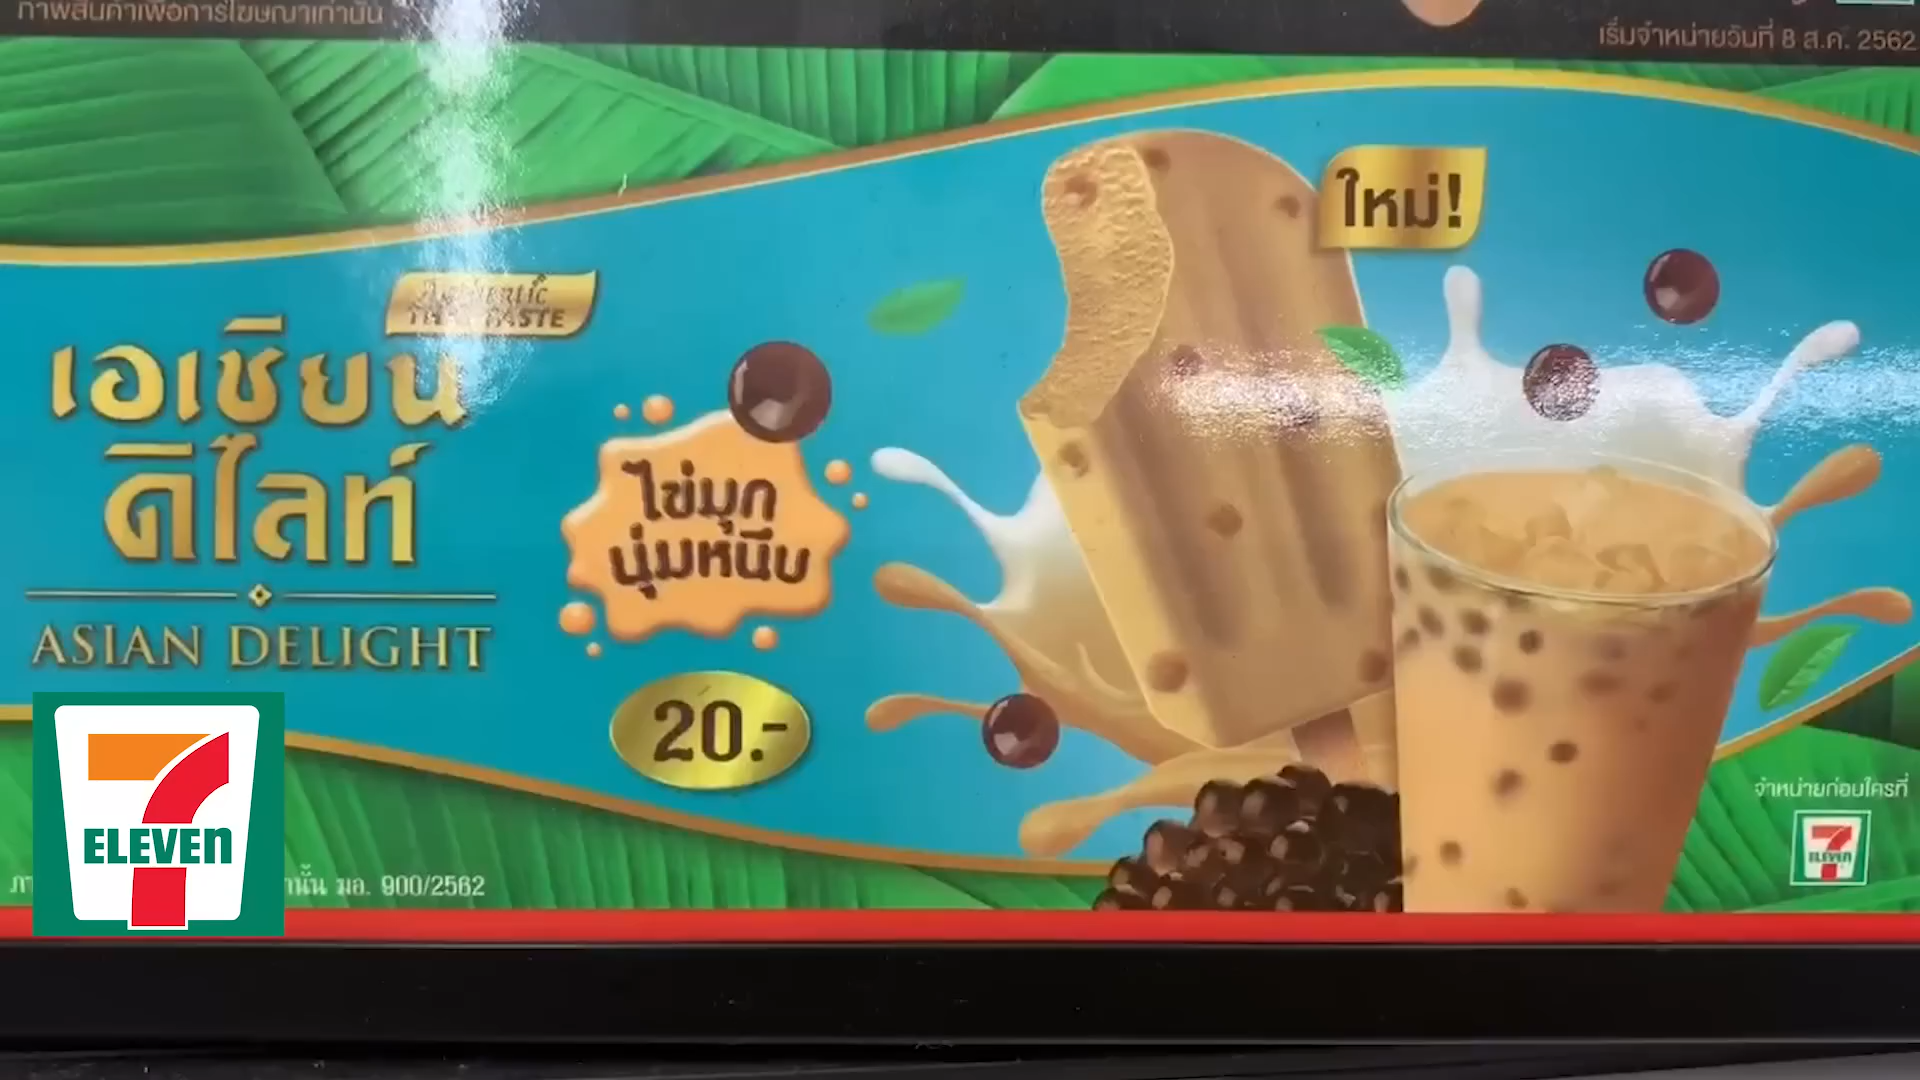 ภาพสินค้าเพื่อการโฆษณาเท่านั้น
เริ่มจำหน่ายวันที่ 8 ส.ค. 2562
ใหม่!
AUTHENTIC
THAI TASTE
เอเชียน
ดีไลท์
ASIAN DELIGHT
ไข่มุก
นุ่มหนึบ
20.-
จำหน่ายก่อนใครที่
7 ELEVEN
7 ELEVEn
มอ. 900/2562